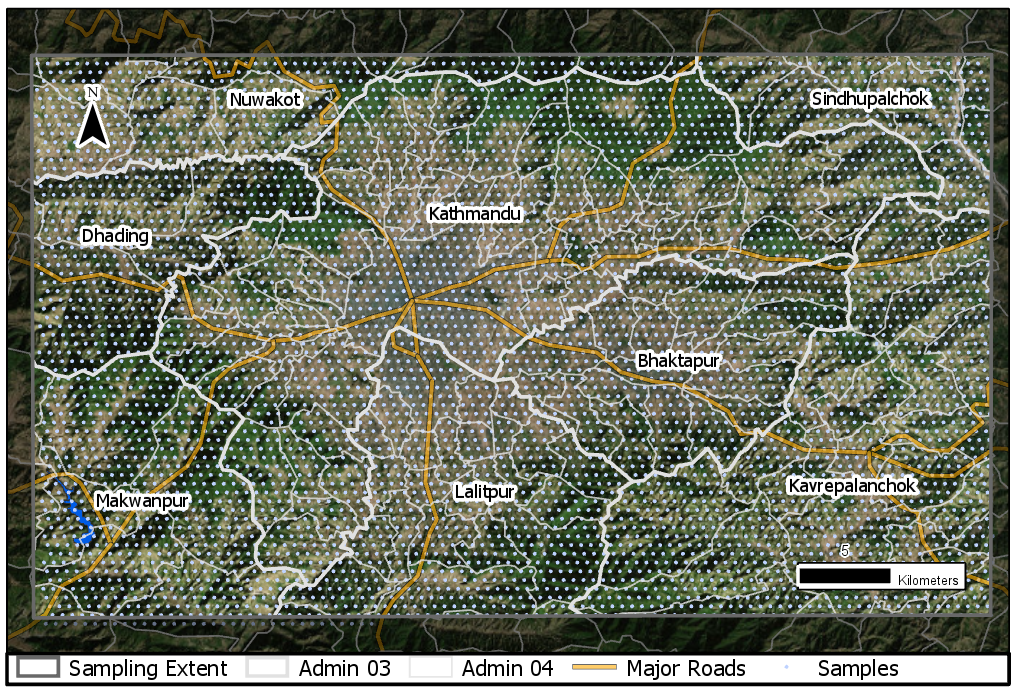 N
Nuwakot
Sindhupalchok
Kathmandu
Dhading
Bhaktapur
Makwanpur
Lalitpur
Kavrepalanchok
5
Kilometers
Sampling Extent
Admin 03
Admin 04
Major Roads
Samples